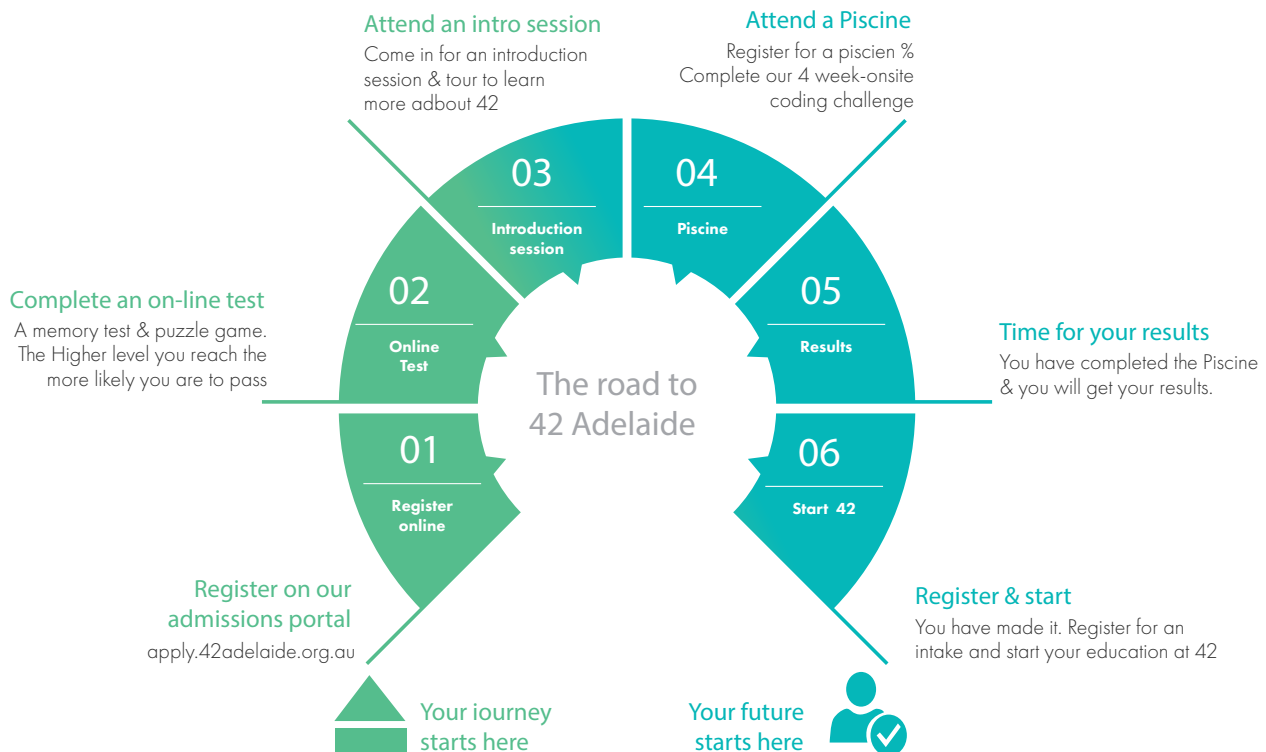 Attend an intro session
Come in for an introduction
session & tour to learn
more adbout 42
Attend a Piscine
Register for a piscien %
Complete our 4 week-onsite
coding challenge
03
Introduction
session
04
Piscine
02
Online
Test
05
Results
Complete an on-line test
A memory test & puzzle game.
The Higher level you reach the
more likely you are to pass
Time for your results
You have completed the Piscine
& you will get your results.
The road to
42 Adelaide
01
Register
online
06
Start 42
Register on our
admissions portal
apply.42adelaide.org.au
Register & start
You have made it. Register for an
intake and start your education at 42
Your iourney
starts here
Your future
starts here